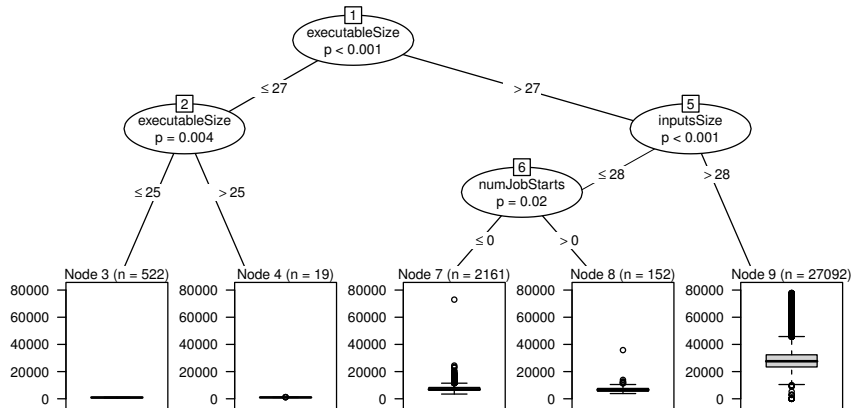 1
executableSize
p < 0.001
≤ 27
> 27
2
executableSize
p = 0.004
5
inputsSize
p < 0.001
≤ 25
> 25
6
numJobStarts
p = 0.02
≤ 28
> 28
≤ 0
> 0
Node 3 (n = 522)
80000
60000
40000
20000
0
Node 4 (n = 19)
80000
60000
40000
20000
0
Node 7 (n = 2161)
80000
60000
40000
20000
0
Node 8 (n = 152)
80000
60000
40000
20000
0
Node 9 (n = 27092)
80000
60000
40000
20000
0